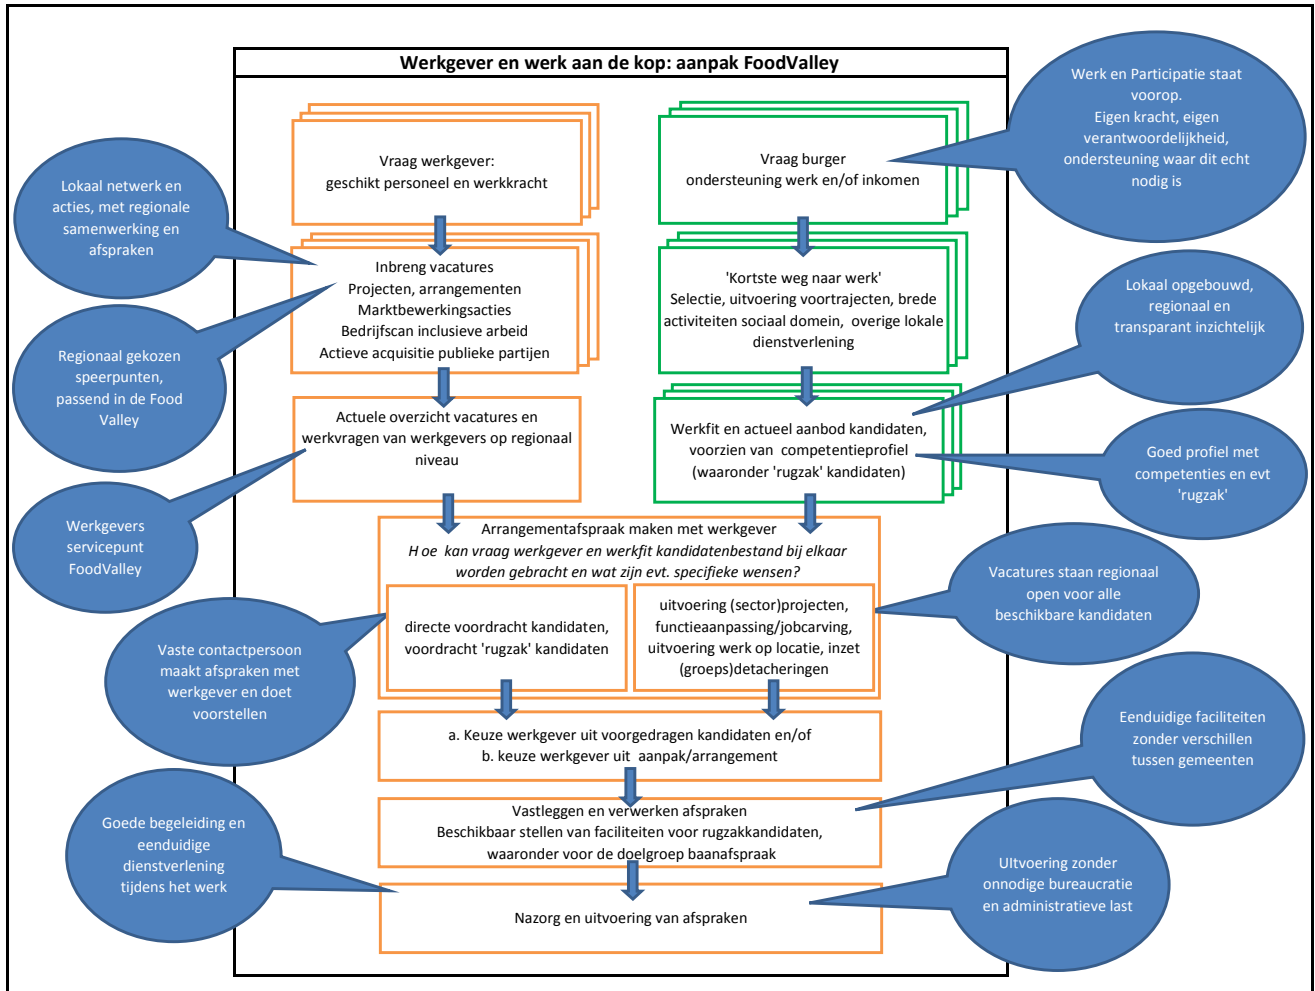 Werkgever en werk aan de kop: aanpak FoodValley
Werk en Participatie staat
voorop.
Eigen kracht, eigen
verantwoordelijkheid,
ondersteuning waar dit echt
nodig is
Vraag werkgever:
geschikt personeel en werkkracht
Vraag burger
ondersteuning werk en/of inkomen
Lokaal netwerk en
acties, met regionale
samenwerking en
afspraken
Inbreng vacatures
Projecten, arrangementen
Marktbewerkingsacties
Bedrijfscan inclusieve arbeid
Actieve acquisitie publieke partijen
'Kortste weg naar werk'
Selectie, uitvoering voortrajecten, brede
activiteiten sociaal domein, overige lokale
dienstverlening
Lokaal opgebouwd,
regionaal en
transparant inzichtelijk
Regionaal gekozen
speerpunten,
passend in de Food
Valley
Actuele overzicht vacatures en
werkvragen van werkgevers op regionaal
niveau
Werkfit en actueel aanbod kandidaten,
voorzien van competentieprofiel
(waaronder 'rugzak' kandidaten)
Goed profiel met
competenties en evt
'rugzak'
Werkgevers
servicepunt
FoodValley
Arrangementafspraak maken met werkgever
H oe kan vraag werkgever en werkfit kandidatenbestand bij elkaar
worden gebracht en wat zijn evt. specifieke wensen?
directe voordracht kandidaten,
voordracht 'rugzak' kandidaten
uitvoering (sector)projecten,
functieaanpassing/jobcarving,
uitvoering werk op locatie, inzet
(groeps)detacheringen
Vacatures staan regionaal
open voor alle
beschikbare kandidaten
Vaste contactpersoon
maakt afspraken met
werkgever en doet
voorstellen
a. Keuze werkgever uit voorgedragen kandidaten en/of
b. keuze werkgever uit aanpak/arrangement
Eenduidige faciliteiten
zonder verschillen
tussen gemeenten
Vastleggen en verwerken afspraken
Beschikbaar stellen van faciliteiten voor rugzakkandidaten,
waaronder voor de doelgroep baanafspraak
Goede begeleiding en
eenduidige
dienstverlening
tijdens het werk
Nazorg en uitvoering van afspraken
UItvoering zonder
onnodige bureaucratie
en administratieve last